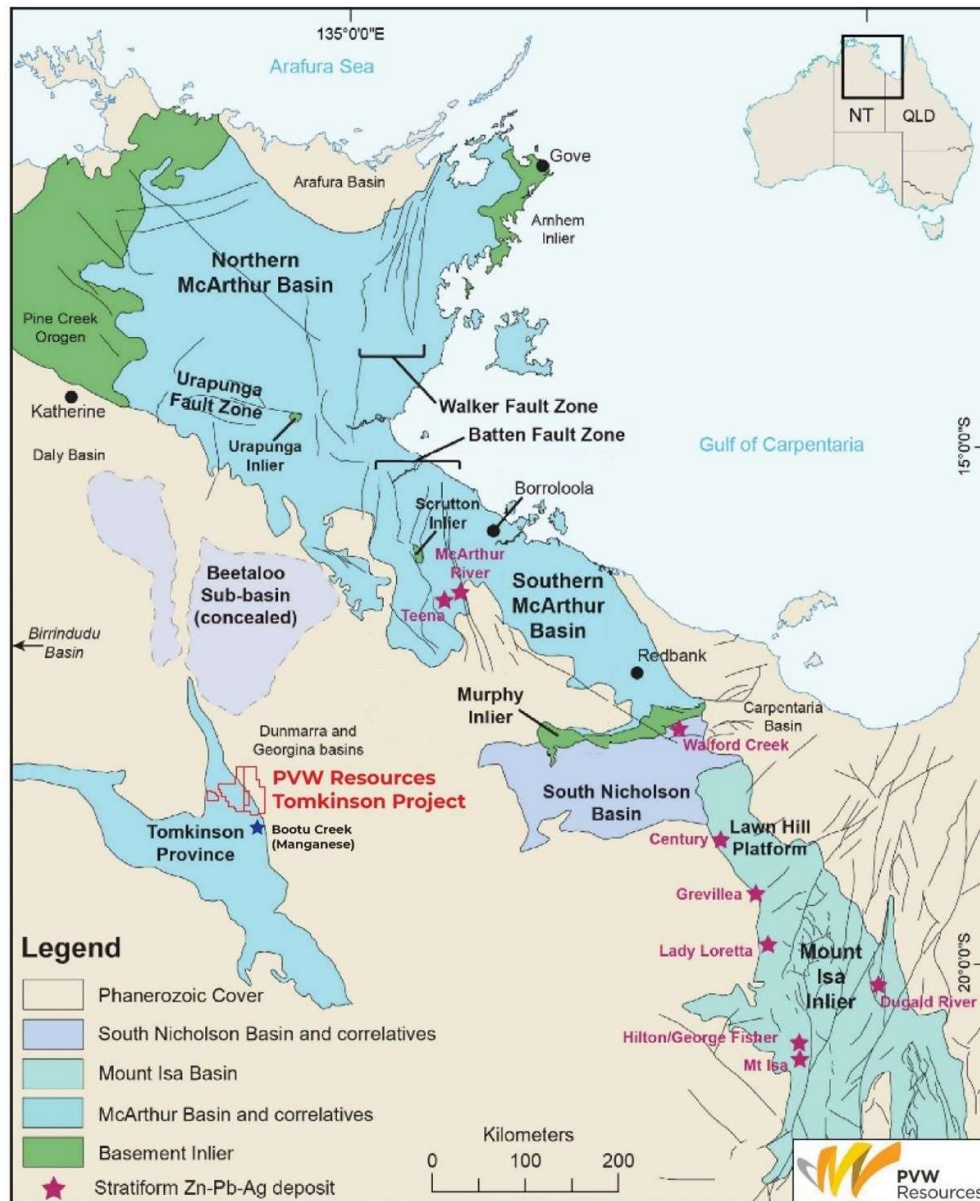 135°0'0"E
Arafura Sea
NT
QLD
Gove
Arafura Basin
Arnhem
Inlier
Northern
McArthur Basin
Pine Creek
Orogen
Urapunga
Fault Zone
Walker Fault Zone
Katherine
Batten Fault Zone
Urapunga
Inlier
Daly Basin
Gulf of Carpentaria
15°0'0"S
Scrutton
Inlier
Borroloola
McArthur
River
Beetaloo
Sub-basin
(concealed)
Teena
Southern
McArthur
Basin
Birrindudu
Basin
Redbank
Murphy
Inlier
Carpentaria
Basin
Walford Creek
Dunmarra and
Georgina basins
PVW Resources
Tomkinson Project
South Nicholson
Basin
Tomkinson
Province
Bootu Creek
(Manganese)
Century
Lawn Hill
Platform
Grevillea
Lady Loretta
Mount
Isa
Inlier
20°0'0"S
Dugald River
Hilton/George Fisher
Mt Isa
Legend
Phanerozoic Cover
South Nicholson Basin and correlatives
Mount Isa Basin
McArthur Basin and correlatives
Basement Inlier
Stratiform Zn-Pb-Ag deposit
Kilometers
0 100 200
PVW
Resources